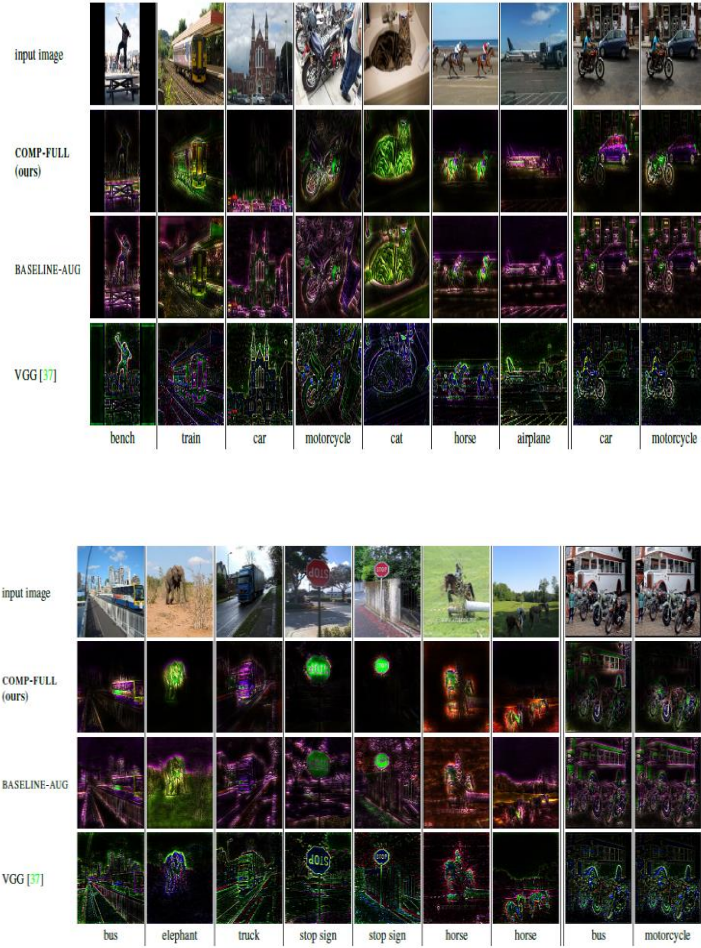 input image
COMP-FULL
(ours)
BASELINE-AUG
VGG [37]
bench train car motorcycle cat horse airplane car motorcycle
input image
COMP-FULL
(ours)
BASELINE-AUG
VGG [37]
bus elephant truck stop sign stop sign horse horse bus motorcycle